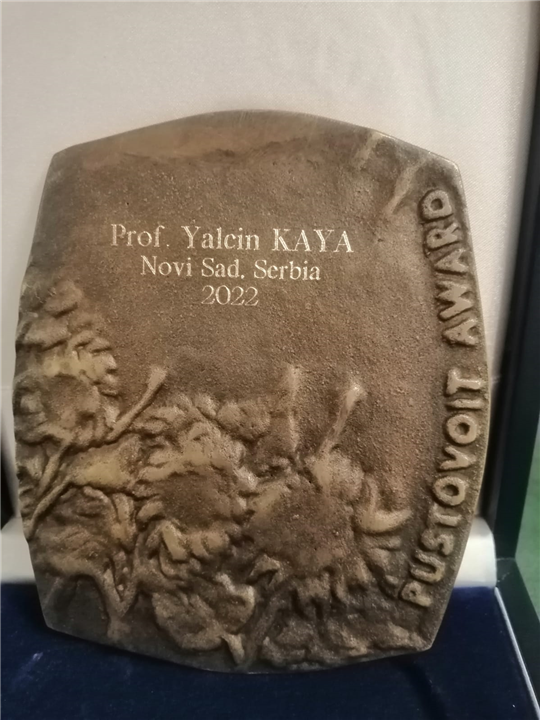 Prof. Yalcin KAYA
Novi Sad, Serbia
2022
PUSTOVOIT AWARD